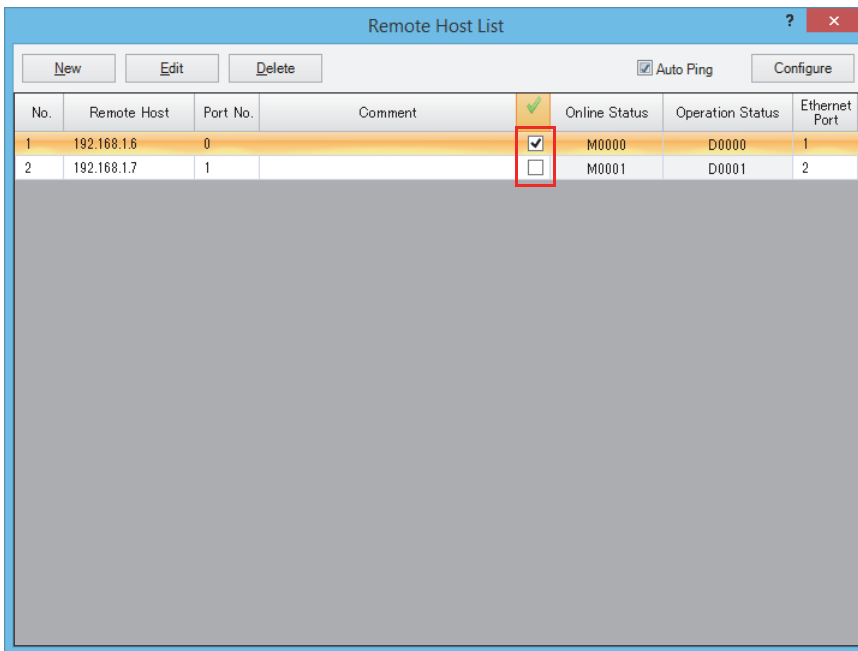 Remote Host List ?
New Edit Delete Auto Ping Configure
No. Remote Host Port No. Comment Online Status Operation Status Ethernet Port
1 192.168.1.6 0 M0000 D0000 1
2 192.168.1.7 1 M0001 D0001 2